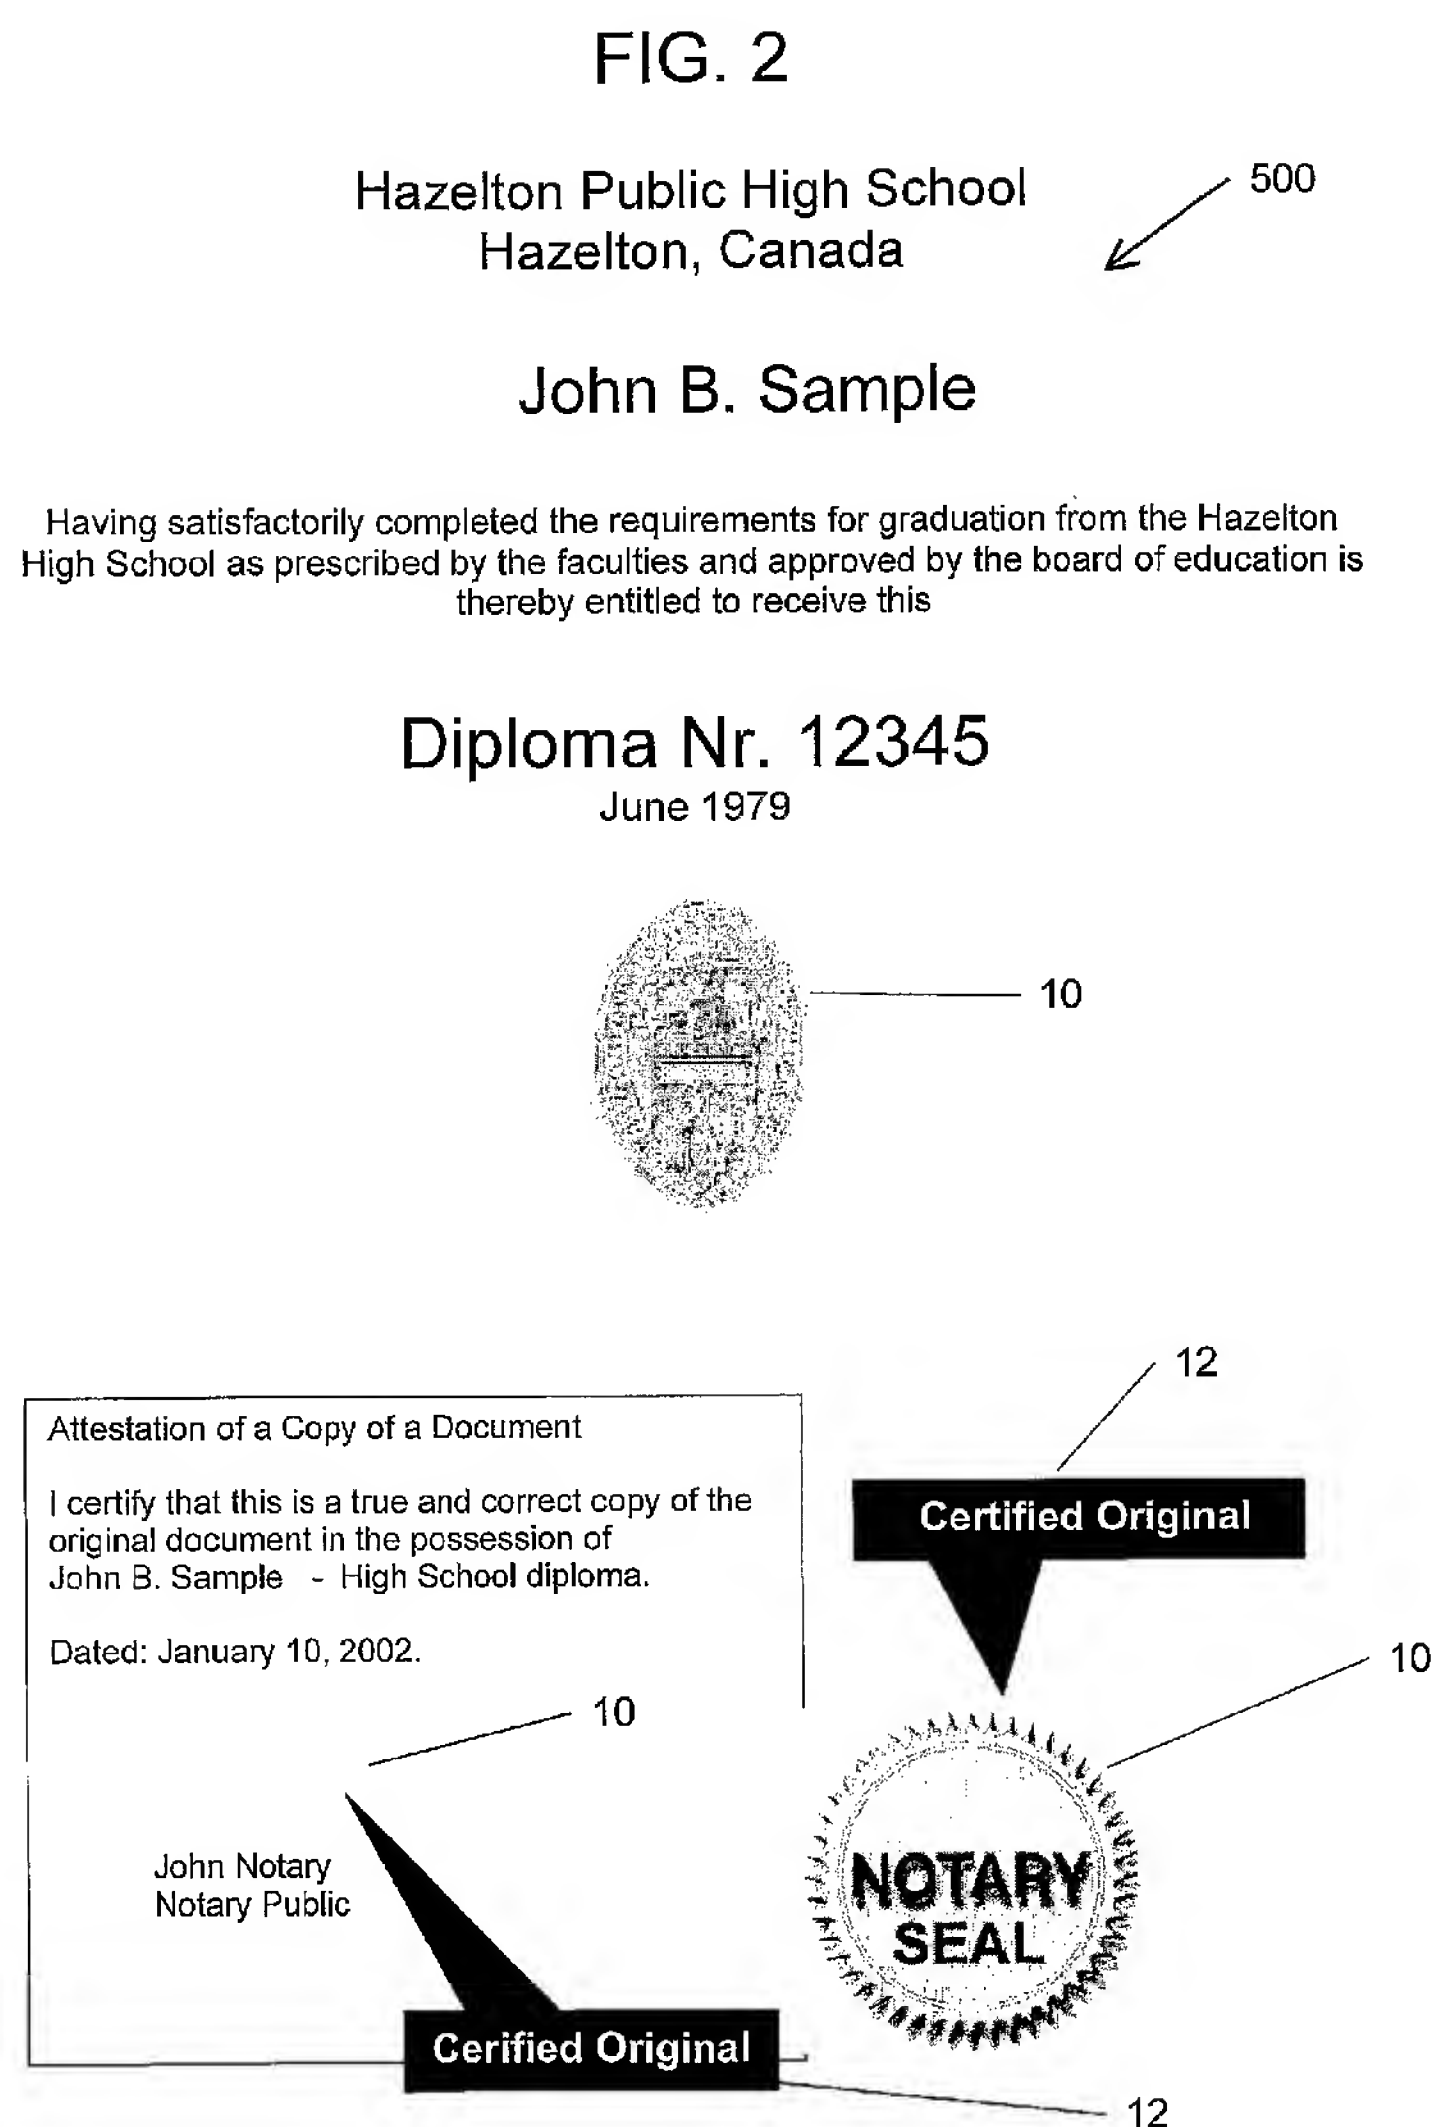 FIG. 2
Hazelton Public High School
Hazelton, Canada
500
John B. Sample
Having satisfactorily completed the requirements for graduation from the Hazelton
High School as prescribed by the faculties and approved by the board of education is
thereby entitled to receive this
Diploma Nr. 12345
June 1979
10
12
Attestation of a Copy of a Document
I certify that this is a true and correct copy of the
original document in the possession of
John B. Sample - High School diploma.
Dated: January 10, 2002.
Certified Original
10
10
John Notary
Notary Public
NOTARY
SEAL
Cerified Original
12